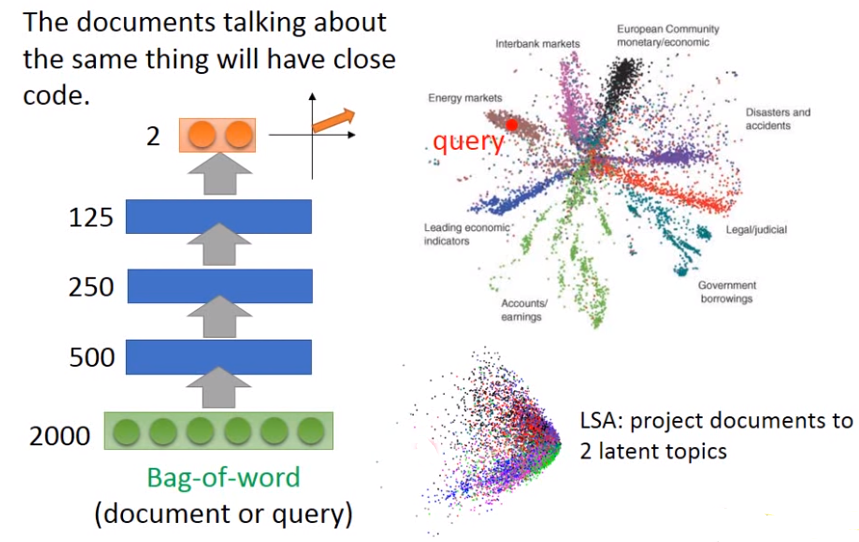 The documents talking about
the same thing will have close
code.
2
125
250
500
2000
Bag-of-word
(document or query)
Interbank markets
European Community
monetary/economic
Energy markets
query
Disasters and
accidents
Leading economic
indicators
Legal/judicial
Government
borrowings
Accounts/
earnings
LSA: project documents to
2 latent topics